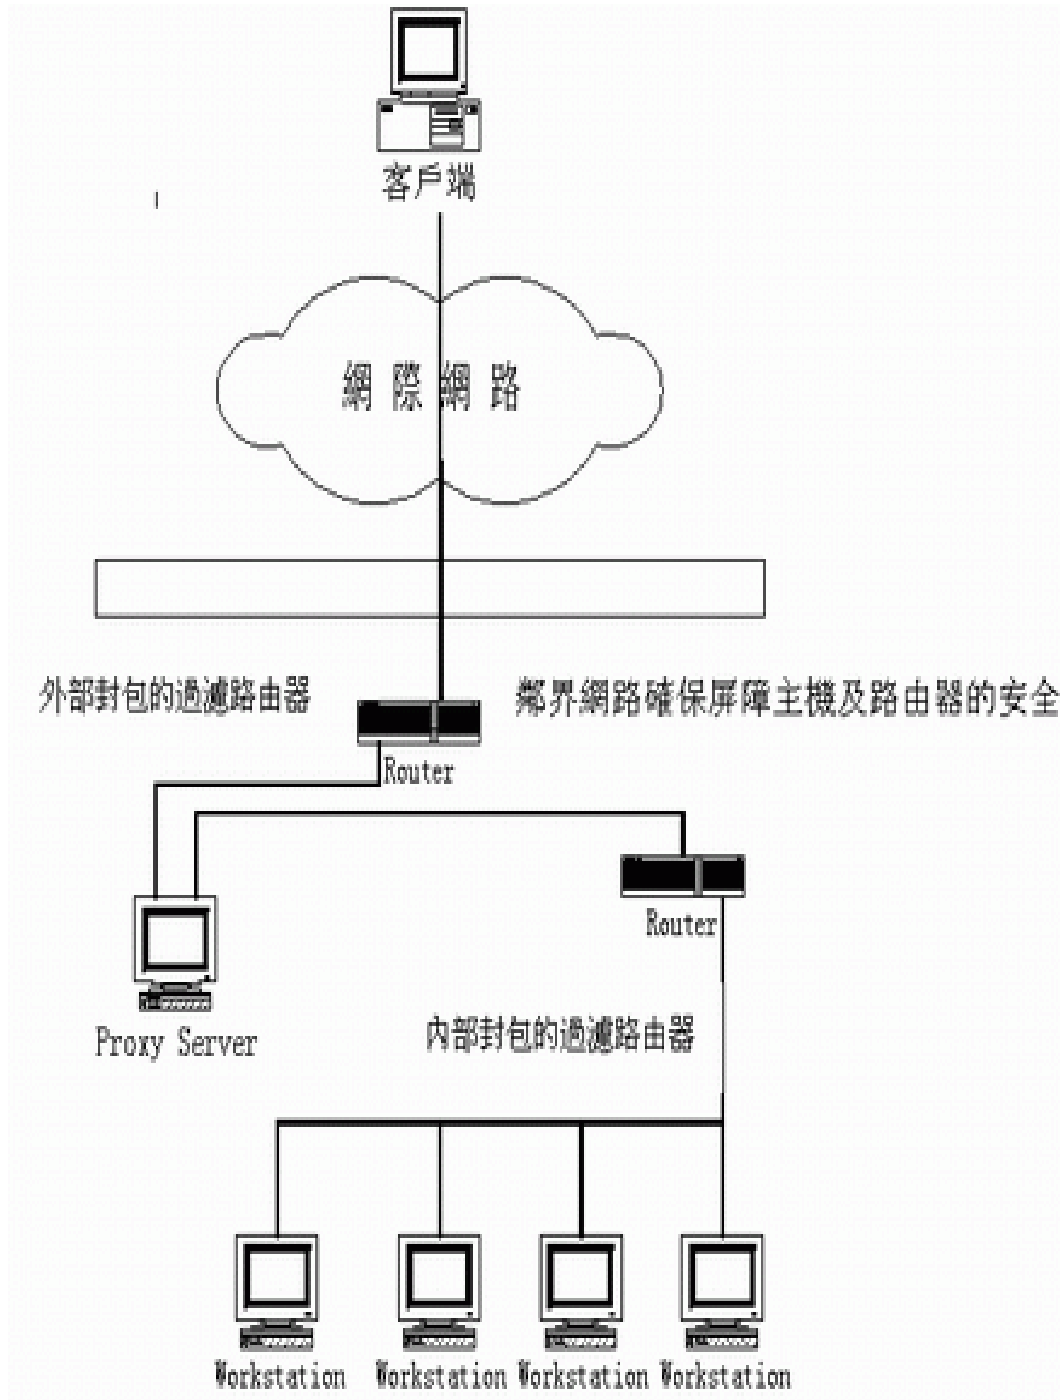 客戶端
網際網路
外部封包的過濾路由器
鄰界網路確保屏障主機及路由器的安全
Router
Router
Proxy Server
內部封包的過濾路由器
Workstation
Workstation
Workstation
Workstation